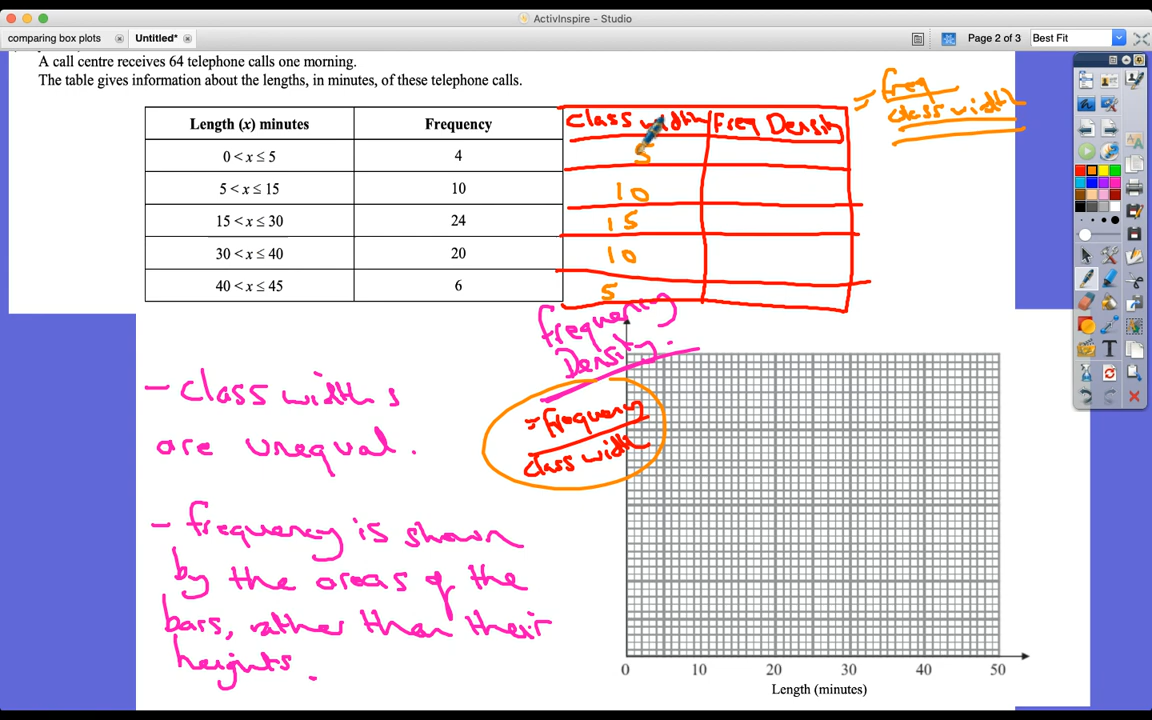 ActivInspire - Studio
comparing box plots
Untitled*
Page 2 of 3
Best Fit
A call centre receives 64 telephone calls one morning.
The table gives information about the lengths, in minutes, of these telephone calls.
= freq
class width
Length (x) minutes Frequency class width Freq Density
0 < x ≤ 5 4 5
5 < x ≤ 15 10 10
15 < x ≤ 30 24 15
30 < x ≤ 40 20 10
40 < x ≤ 45 6 5
frequency
Density.
= frequency
class width
- class widths
are unequal.
- frequency is shown
by the areas of the
bars, rather than their
heights.
0 10 20 30 40 50
Length (minutes)